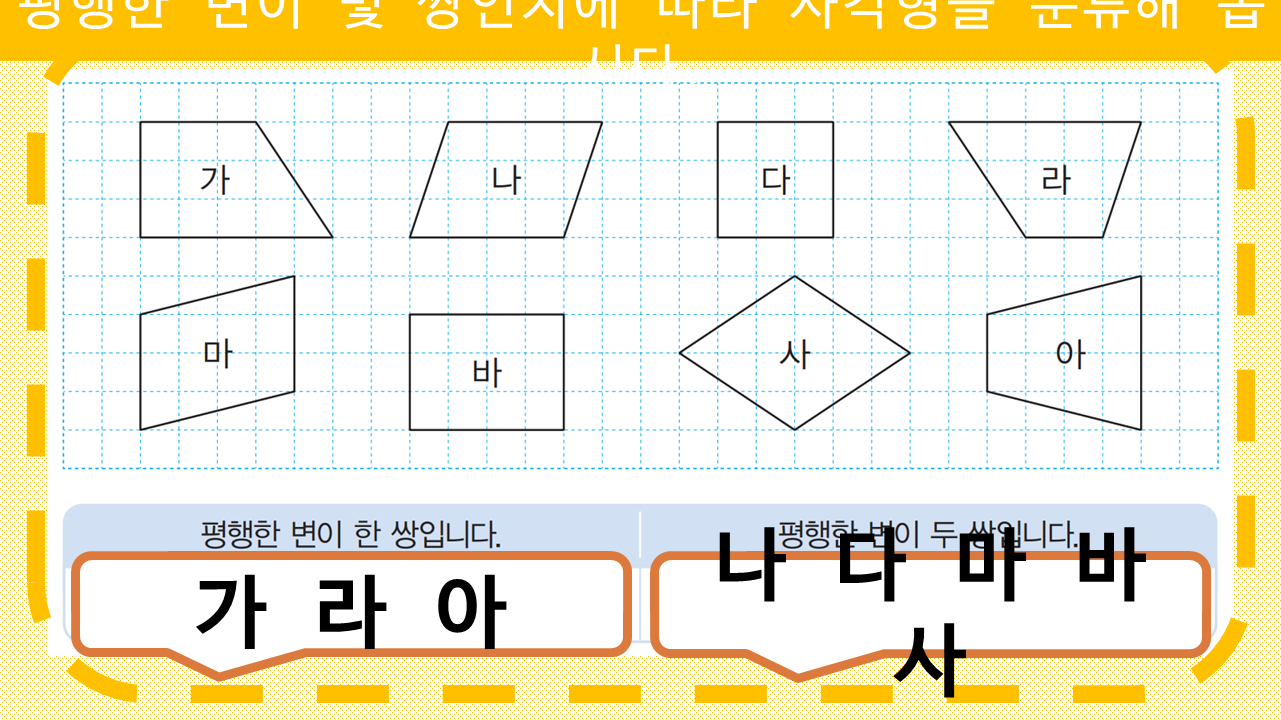 평행한 변이 몇 쌍인지에 따라 사각형을 분류해 봅
시다
가
나
다
라
마
바
사
아
평행한 변이 한 쌍입니다.
평행한 변이 두 쌍입니다.
가 라 아
나 다 마 바
사